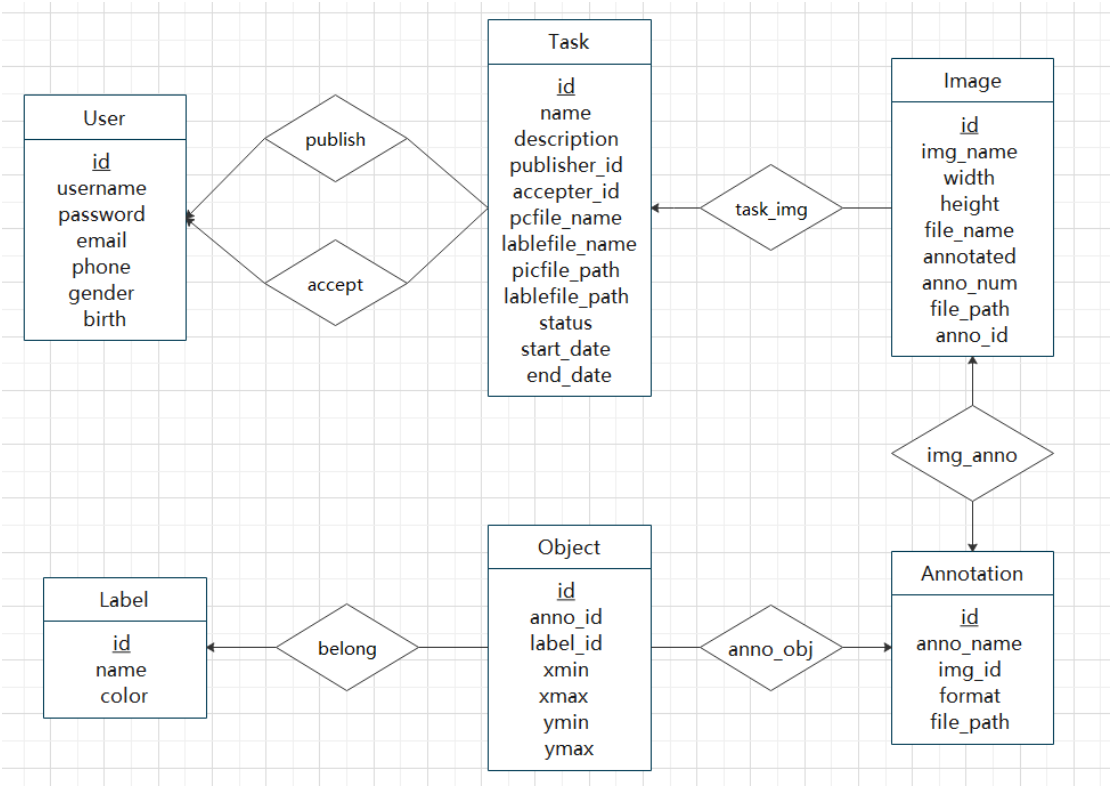 User
id
username
password
email
phone
gender
birth
publish
accept
Task
id
name
description
publisher_id
accepter_id
pcfile_name
lablefile_name
picfile_path
lablefile_path
status
start_date
end_date
task_img
Image
id
img_name
width
height
file_name
annotated
anno_num
file_path
anno_id
img_anno
Label
id
name
color
belong
Object
id
anno_id
label_id
xmin
xmax
ymin
ymax
anno_obj
Annotation
id
anno_name
img_id
format
file_path